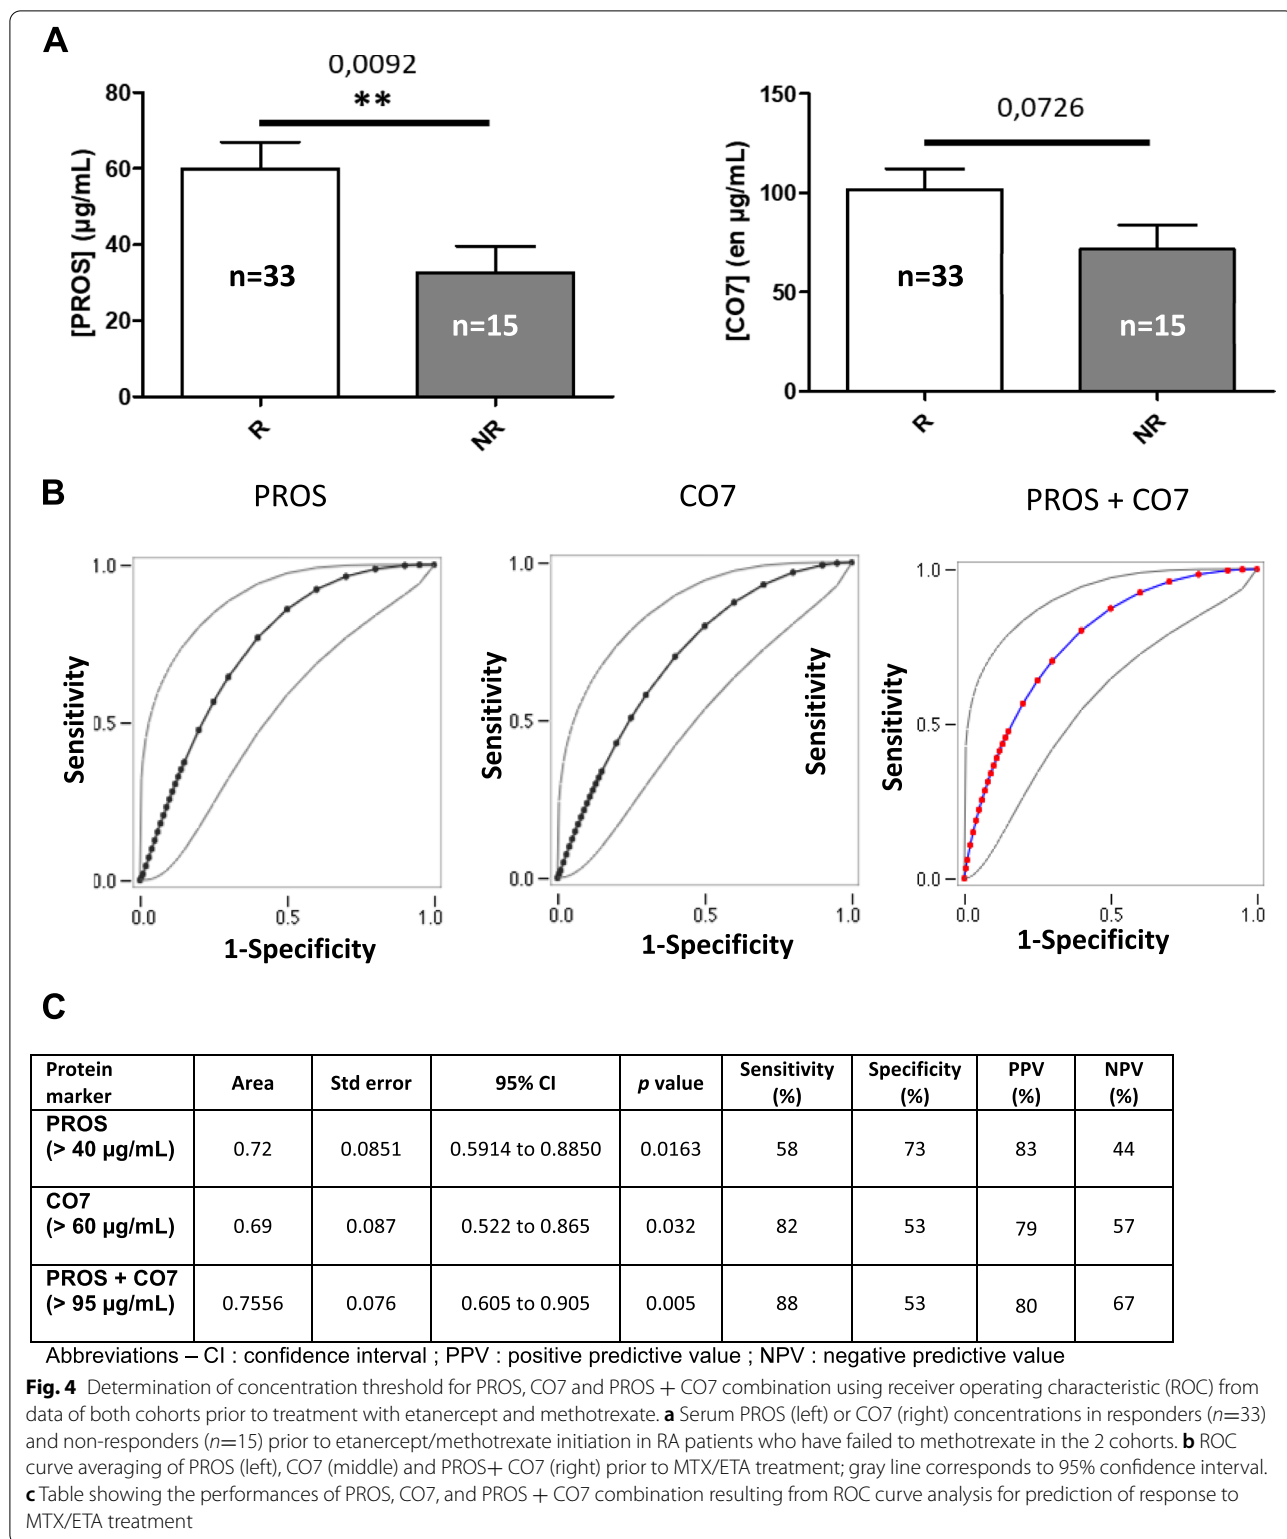 A
0,0092
**
80
60
40
20
0
[PROS] (µg/mL)
n=33
n=15
R
NR
0,0726
150
100
50
0
[CO7] (en µg/mL)
n=33
n=15
R
NR
B
PROS
CO7
PROS + CO7
1.0
0.5
0.0
Sensitivity
0.0 0.5 1.0
1-Specificity
1.0
0.5
0.0
Sensitivity
0.0 0.5 1.0
1-Specificity
Sensitivity
1.0
0.5
0.0
Sensitivity
0.0 0.5 1.0
1-Specificity
C
Protein marker Area Std error 95% CI p value Sensitivity (%) Specificity (%) PPV (%) NPV (%)
PROS (> 40 µg/mL) 0.72 0.0851 0.5914 to 0.8850 0.0163 58 73 83 44
CO7 (> 60 µg/mL) 0.69 0.087 0.522 to 0.865 0.032 82 53 79 57
PROS + CO7 (> 95 µg/mL) 0.7556 0.076 0.605 to 0.905 0.005 88 53 80 67
Abbreviations – CI : confidence interval ; PPV : positive predictive value ; NPV : negative predictive value
Fig. 4 Determination of concentration threshold for PROS, CO7 and PROS + CO7 combination using receiver operating characteristic (ROC) from
data of both cohorts prior to treatment with etanercept and methotrexate. a Serum PROS (left) or CO7 (right) concentrations in responders (n=33)
and non-responders (n=15) prior to etanercept/methotrexate initiation in RA patients who have failed to methotrexate in the 2 cohorts. b ROC
curve averaging of PROS (left), CO7 (middle) and PROS+ CO7 (right) prior to MTX/ETA treatment; gray line corresponds to 95% confidence interval.
c Table showing the performances of PROS, CO7, and PROS + CO7 combination resulting from ROC curve analysis for prediction of response to
MTX/ETA treatment